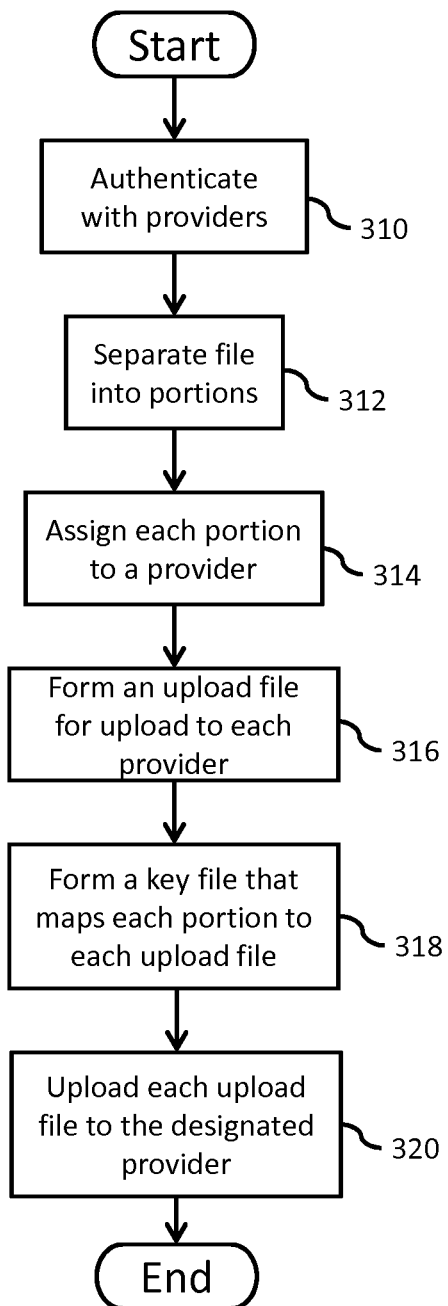 Start
Authenticate
with providers
310
Separate file
into portions
312
Assign each portion
to a provider
314
Form an upload file
for upload to each
provider
316
Form a key file that
maps each portion to
each upload file
318
Upload each upload
file to the designated
provider
320
End